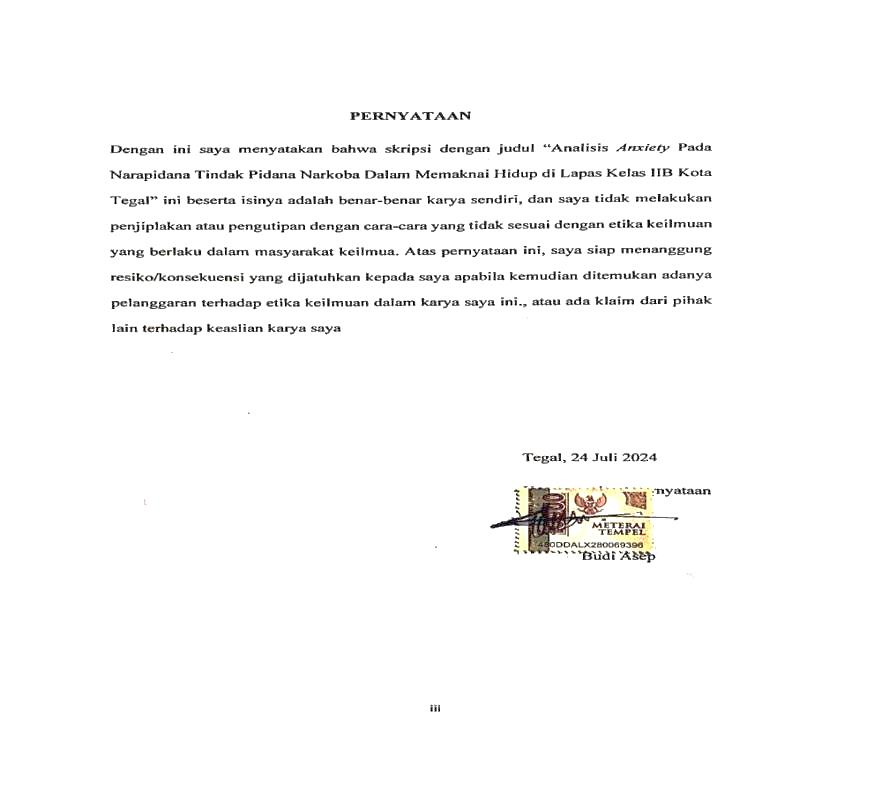 PERNYATAAN
Dengan ini saya menyatakan bahwa skripsi dengan judul “Analisis Anxiety Pada
Narapidana Tindak Pidana Narkoba Dalam Memaknai Hidup di Lapas Kelas IIB Kota
Tegal” ini beserta isinya adalah benar-benar karya sendiri, dan saya tidak melakukan
penjiplakan atau pengutipan dengan cara-cara yang tidak sesuai dengan etika keilmuan
yang berlaku dalam masyarakat keilmua. Atas pernyataan ini, saya siap menanggung
resiko/konsekuensi yang dijatuhkan kepada saya apabila kemudian ditemukan adanya
pelanggaran terhadap etika keilmuan dalam karya saya ini., atau ada klaim dari pihak
lain terhadap keaslian karya saya
Tegal, 24 Juli 2024
nyataan
METERAI
TEMPEL
Budi Asep
iii